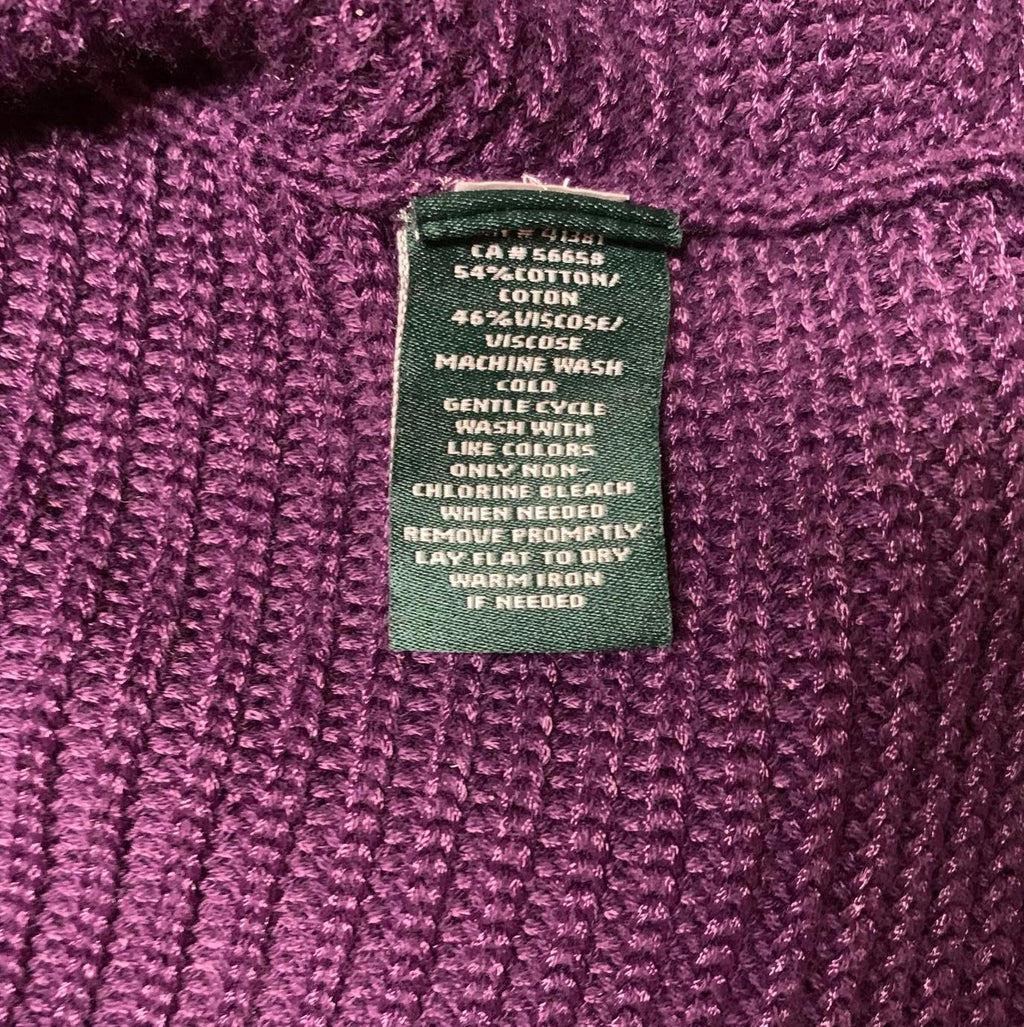 CA # 56658
54%COTTON/
COTON
46%VISCOSE/
VISCOSE
MACHINE WASH
COLD
GENTLE CYCLE
WASH WITH
LIKE COLORS
ONLY NON-
CHLORINE BLEACH
WHEN NEEDED
REMOVE PROMPTLY
LAY FLAT TO DRY
WARM IRON
IF NEEDED